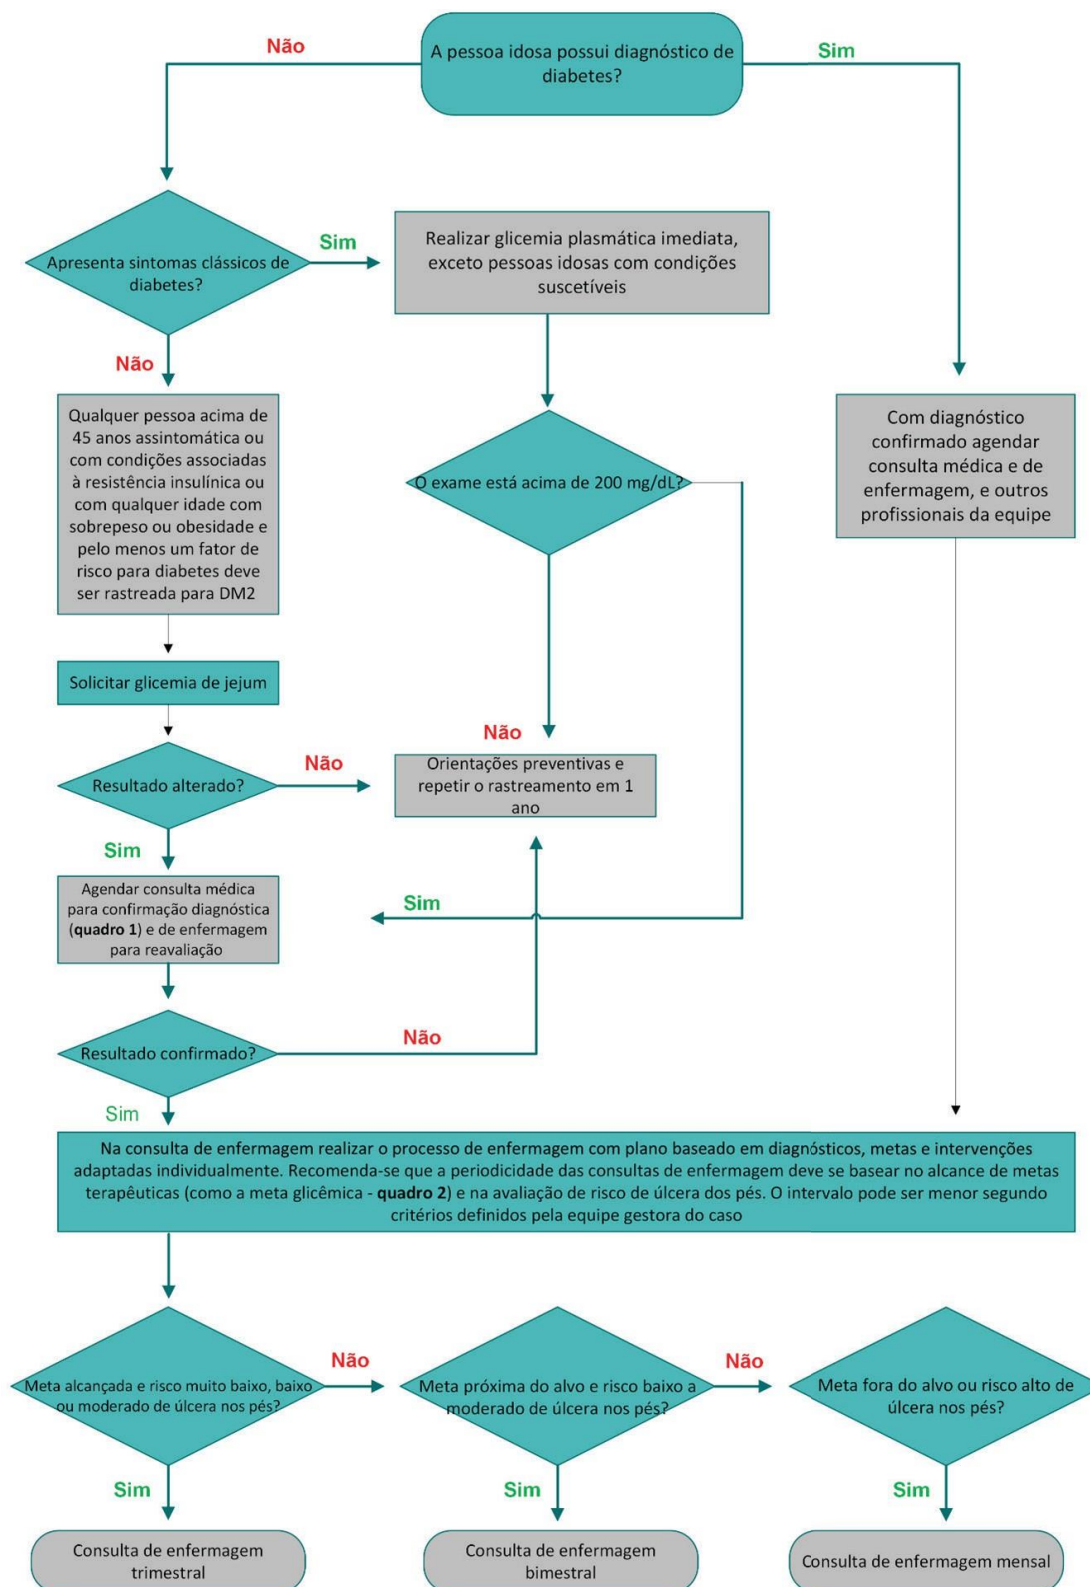 A pessoa idosa possui diagnóstico de
diabetes?
Não
Sim
Apresenta sintomas clássicos de
diabetes?
Sim
Realizar glicemia plasmática imediata,
exceto pessoas idosas com condições
suscetíveis
Não
Qualquer pessoa acima de
45 anos assintomática ou
com condições associadas
à resistência insulínica ou
com qualquer idade com
sobrepeso ou obesidade e
pelo menos um fator de
risco para diabetes deve
ser rastreada para DM2
O exame está acima de 200 mg/dL?
Com diagnóstico
confirmado agendar
consulta médica e de
enfermagem, e outros
profissionais da equipe
Solicitar glicemia de jejum
Resultado alterado?
Não
Não
Orientações preventivas e
repetir o rastreamento em 1
ano
Sim
Agendar consulta médica
para confirmação diagnóstica
(quadro 1) e de enfermagem
para reavaliação
Sim
Resultado confirmado?
Não
Sim
Na consulta de enfermagem realizar o processo de enfermagem com plano baseado em diagnósticos, metas e intervenções
adaptadas individualmente. Recomenda-se que a periodicidade das consultas de enfermagem deve se basear no alcance de metas
terapêuticas (como a meta glicêmica - quadro 2) e na avaliação de risco de úlcera dos pés. O intervalo pode ser menor segundo
critérios definidos pela equipe gestora do caso
Meta alcançada e risco muito baixo, baixo
ou moderado de úlcera nos pés?
Não
Meta próxima do alvo e risco baixo a
moderado de úlcera nos pés?
Não
Meta fora do alvo ou risco alto de
úlcera nos pés?
Sim
Sim
Sim
Consulta de enfermagem
trimestral
Consulta de enfermagem
bimestral
Consulta de enfermagem mensal